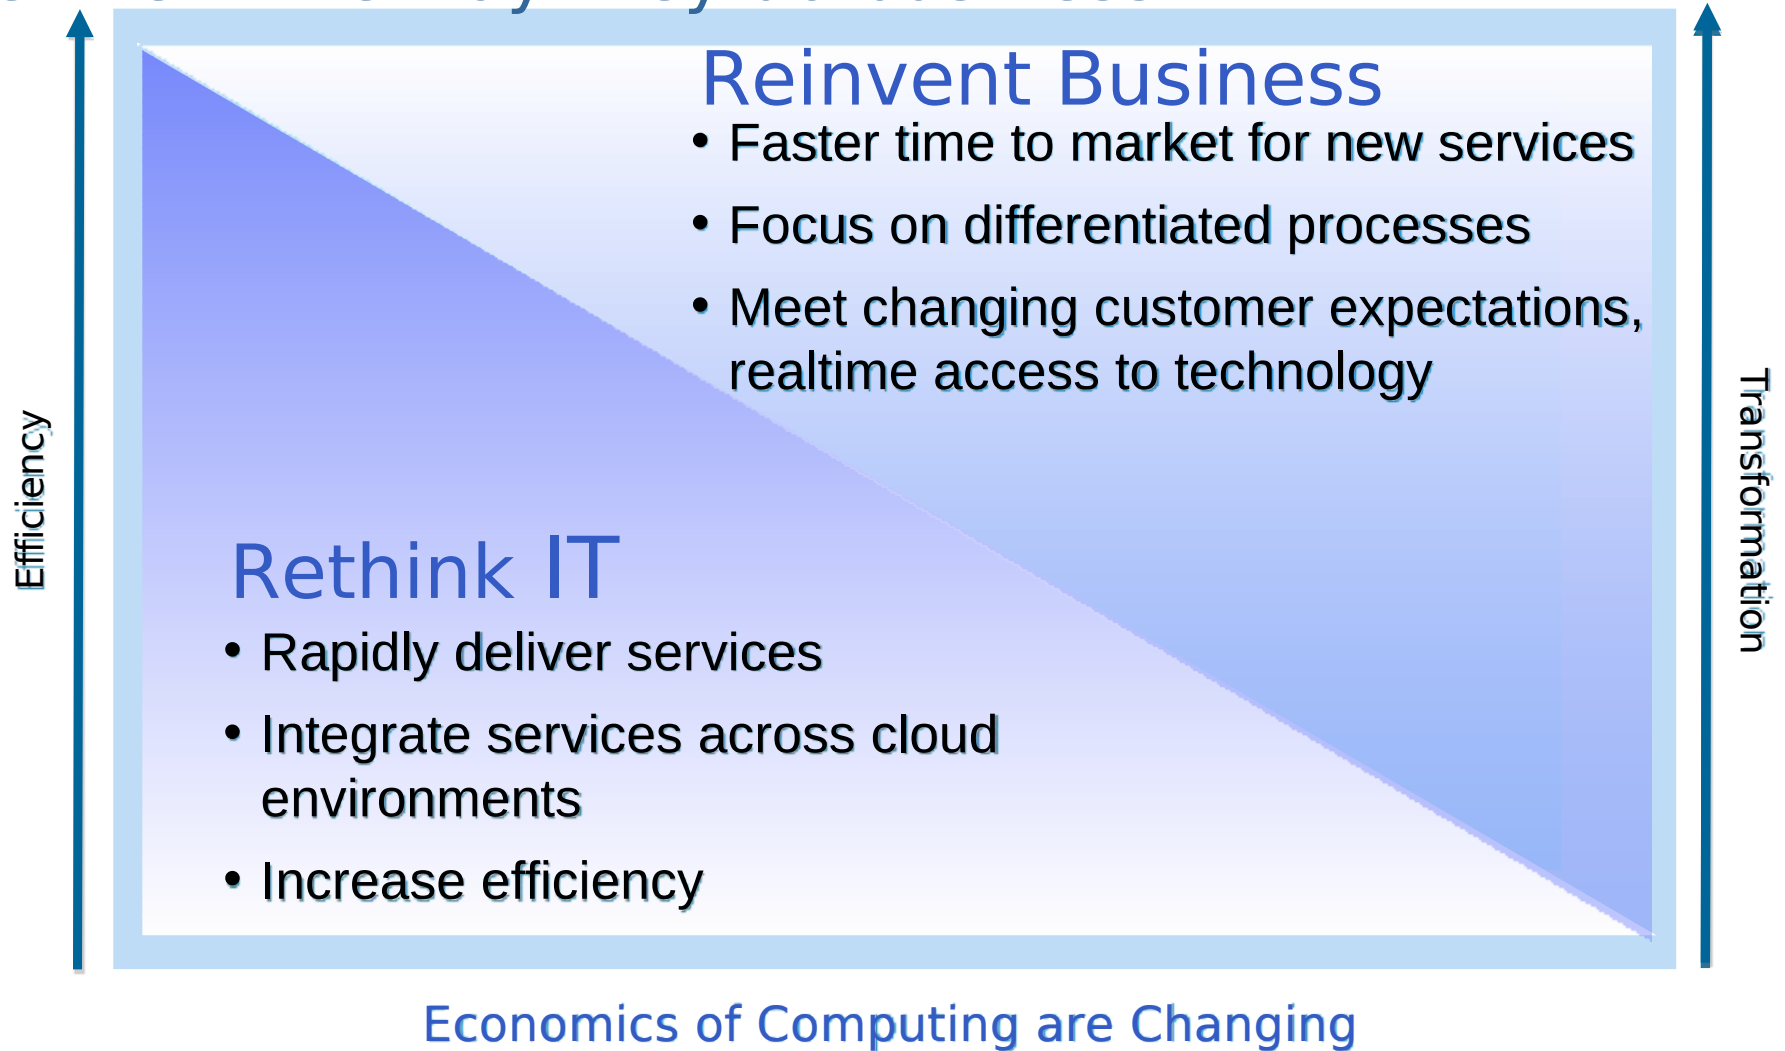 Reinvent Business
• Faster time to market for new services
• Focus on differentiated processes
• Meet changing customer expectations,
realtime access to technology
Efficiency
Transformation
Rethink IT
• Rapidly deliver services
• Integrate services across cloud
environments
• Increase efficiency
Economics of Computing are Changing